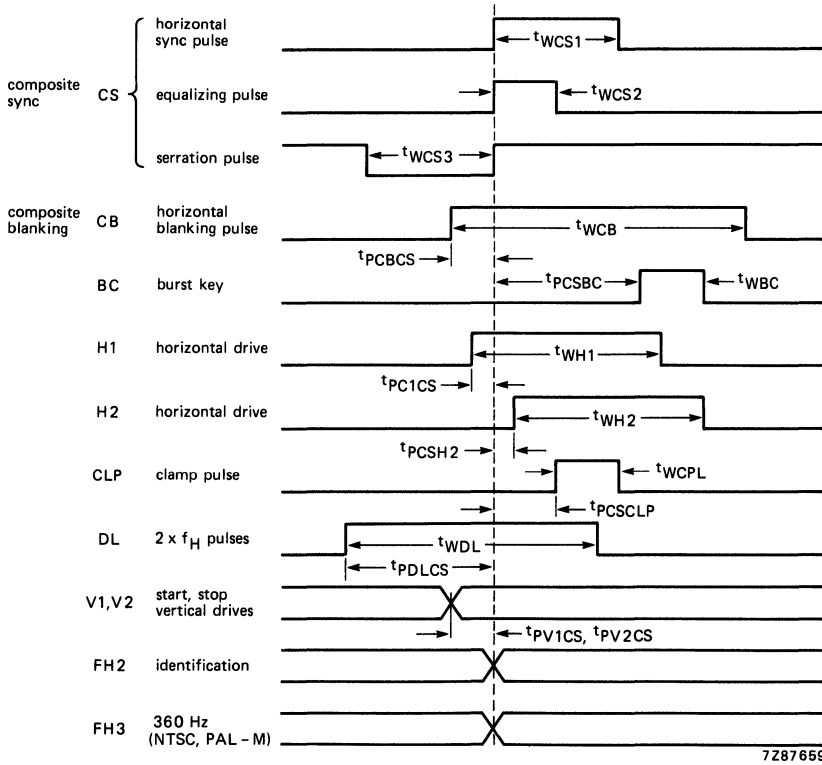 horizontal
sync pulse
tWCS1
composite
sync
CS
equalizing pulse
tWCS2
serration pulse
tWCS3
composite
blanking
CB
horizontal
blanking pulse
tWCB
tPCBCS
BC
burst key
tPCSBC
tWBC
H1
horizontal drive
tWH1
tPC1CS
H2
horizontal drive
tWH2
tPCSH2
CLP
clamp pulse
tWCPL
tPCSCLP
DL
2 x fH pulses
tWDL
tPDLCS
V1,V2
start, stop
vertical drives
tPV1CS, tPV2CS
FH2
identification
FH3
360 Hz
(NTSC, PAL – M)
7Z87659